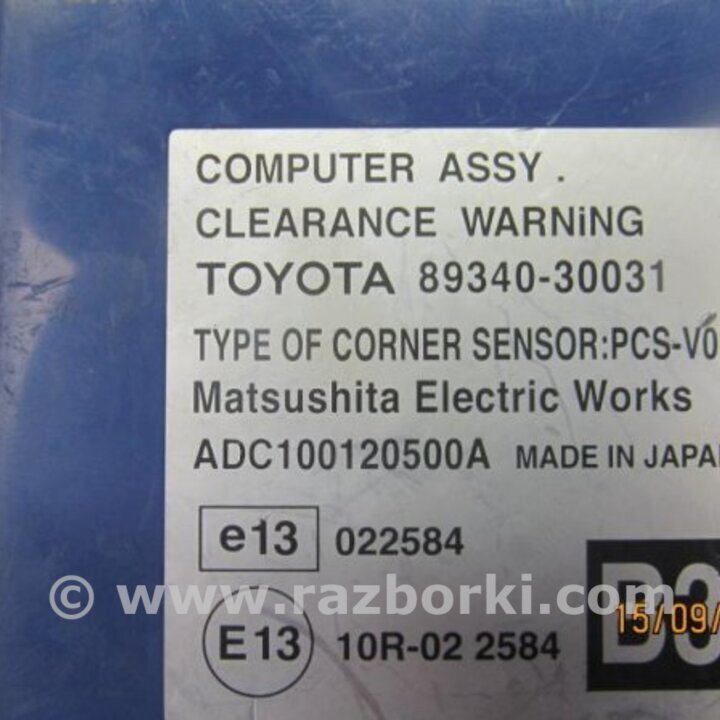 COMPUTER ASSY .
CLEARANCE WARNiNG
TOYOTA 89340-30031
TYPE OF CORNER SENSOR:PCS-V0
Matsushita Electric Works
ADC100120500A MADE IN JAPA
e13 022584
© www.razborki.com
15/09/
E13 10R-02 2584 D3